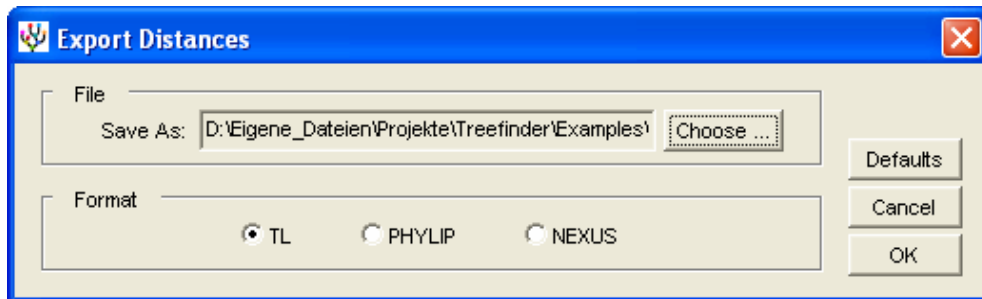 Export Distances
File
Save As: D:\Eigene_Dateien\Projekte\Treefinder\Examples\ Choose ...
Defaults
Format
Cancel
TL PHYLIP NEXUS
OK